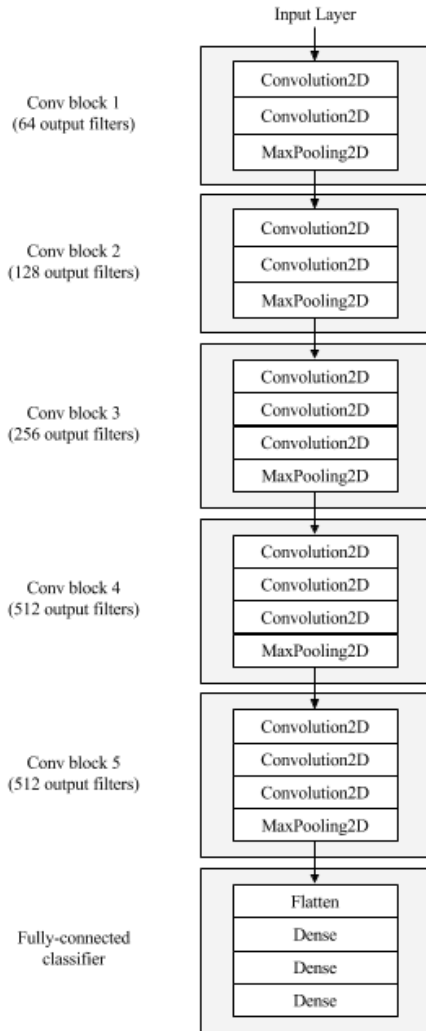 Input Layer
Conv block 1
(64 output filters)
Convolution2D
Convolution2D
MaxPooling2D
Conv block 2
(128 output filters)
Convolution2D
Convolution2D
MaxPooling2D
Conv block 3
(256 output filters)
Convolution2D
Convolution2D
Convolution2D
MaxPooling2D
Conv block 4
(512 output filters)
Convolution2D
Convolution2D
Convolution2D
MaxPooling2D
Conv block 5
(512 output filters)
Convolution2D
Convolution2D
Convolution2D
MaxPooling2D
Fully-connected
classifier
Flatten
Dense
Dense
Dense